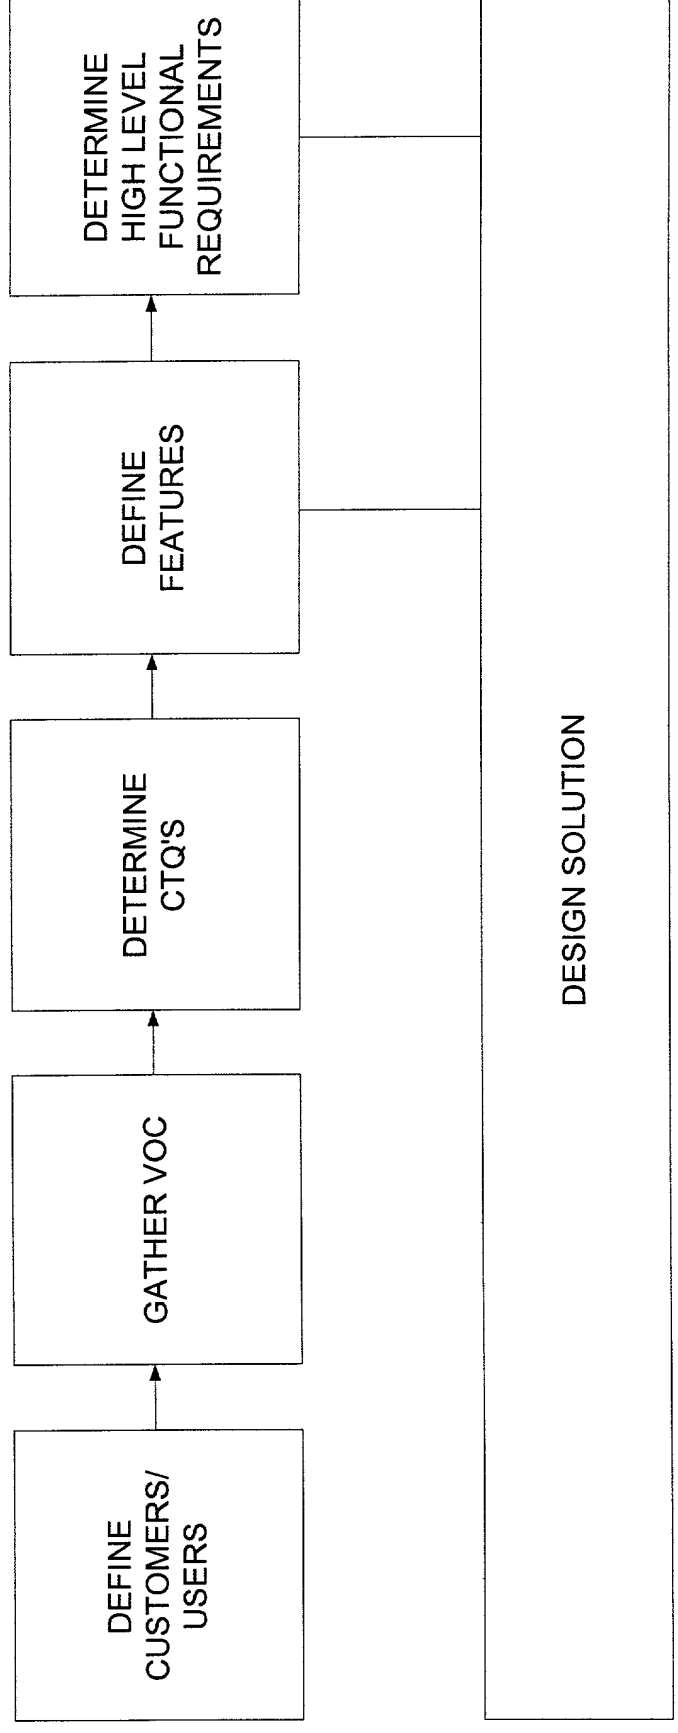 DEFINE
CUSTOMERS/
USERS
GATHER VOC
DETERMINE
CTQ'S
DEFINE
FEATURES
DETERMINE
HIGH LEVEL
FUNCTIONAL
REQUIREMENTS
DESIGN SOLUTION